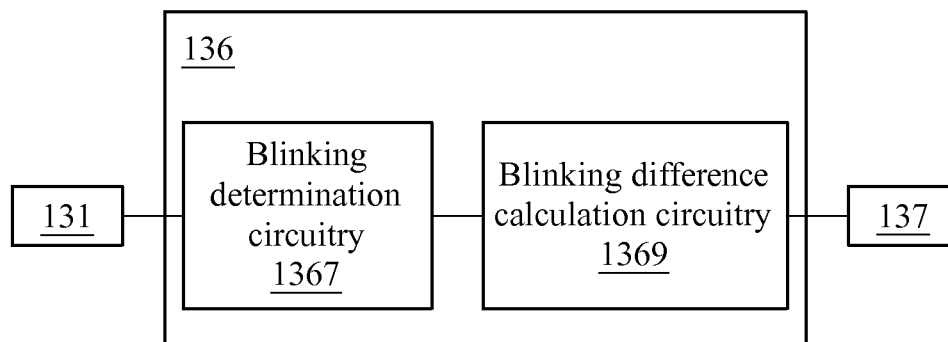 136
Blinking
determination
circuitry
1367
Blinking difference
calculation circuitry
1369
131
137